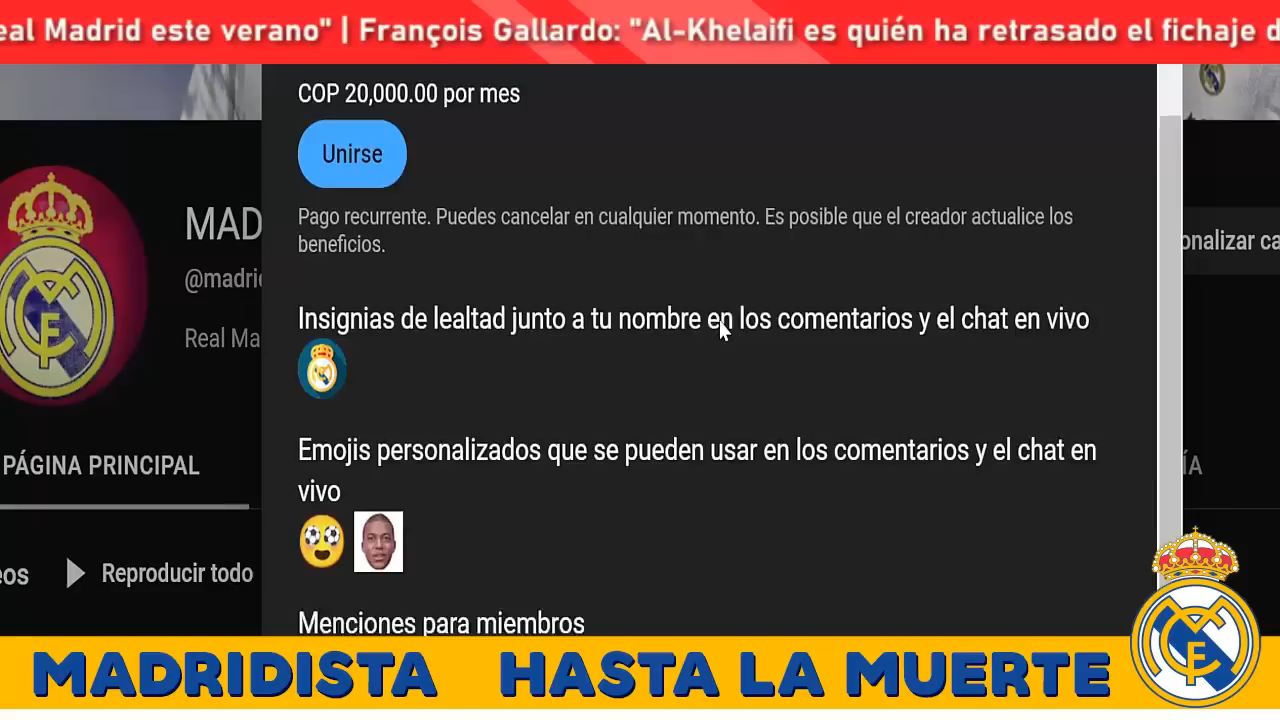 eal Madrid este verano" | François Gallardo: "Al-Khelaifi es quién ha retrasado el fichaje d
COP 20,000.00 por mes
Unirse
Pago recurrente. Puedes cancelar en cualquier momento. Es posible que el creador actualice los
beneficios.
MAD
@madri
onalizar ca
Real Ma
Insignias de lealtad junto a tu nombre en los comentarios y el chat en vivo
PÁGINA PRINCIPAL
ÍA
Emojis personalizados que se pueden usar en los comentarios y el chat en
vivo
eos
Reproducir todo
Menciones para miembros
MADRIDISTA HASTA LA MUERTE